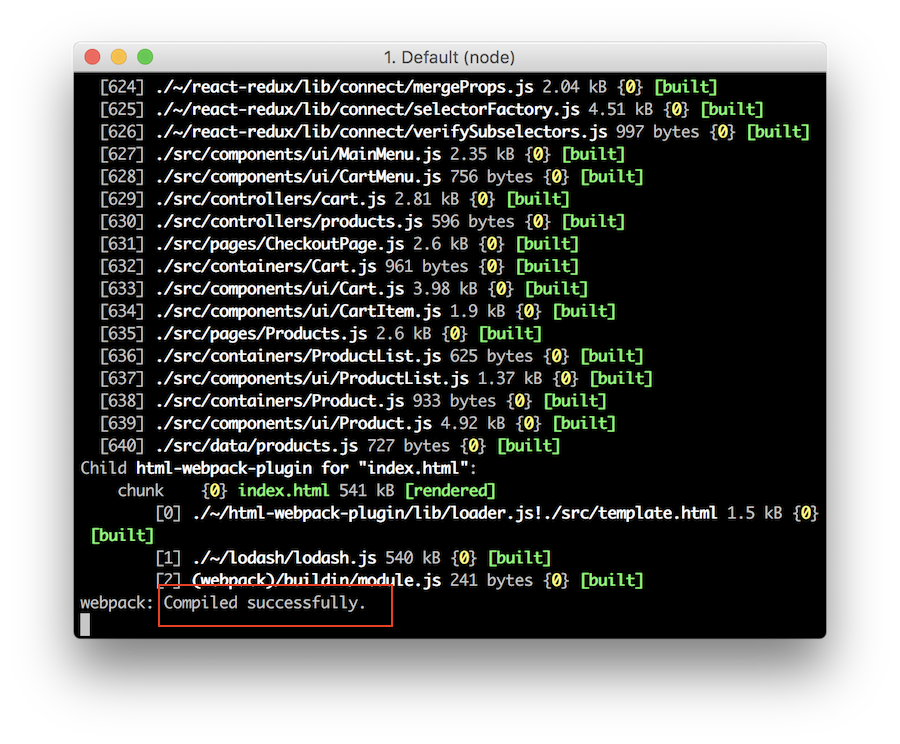 1. Default (node)
[624] ./~/react-redux/lib/connect/mergeProps.js 2.04 kB {0} [built]
[625] ./~/react-redux/lib/connect/selectorFactory.js 4.51 kB {0} [built]
[626] ./~/react-redux/lib/connect/verifySubselectors.js 997 bytes {0} [built]
[627] ./src/components/ui/MainMenu.js 2.35 kB {0} [built]
[628] ./src/components/ui/CartMenu.js 756 bytes {0} [built]
[629] ./src/controllers/cart.js 2.81 kB {0} [built]
[630] ./src/controllers/products.js 596 bytes {0} [built]
[631] ./src/pages/CheckoutPage.js 2.6 kB {0} [built]
[632] ./src/containers/Cart.js 961 bytes {0} [built]
[633] ./src/components/ui/Cart.js 3.98 kB {0} [built]
[634] ./src/components/ui/CartItem.js 1.9 kB {0} [built]
[635] ./src/pages/Products.js 2.6 kB {0} [built]
[636] ./src/containers/ProductList.js 625 bytes {0} [built]
[637] ./src/components/ui/ProductList.js 1.37 kB {0} [built]
[638] ./src/containers/Product.js 933 bytes {0} [built]
[639] ./src/components/ui/Product.js 4.92 kB {0} [built]
[640] ./src/data/products.js 727 bytes {0} [built]
Child html-webpack-plugin for "index.html":
chunk {0} index.html 541 kB [rendered]
[0] ./~/html-webpack-plugin/lib/loader.js!./src/template.html 1.5 kB {0}
[built]
[1] ./~/lodash/lodash.js 540 kB {0} [built]
[2] (webpack)/buildin/module.js 241 bytes {0} [built]
webpack: Compiled successfully.